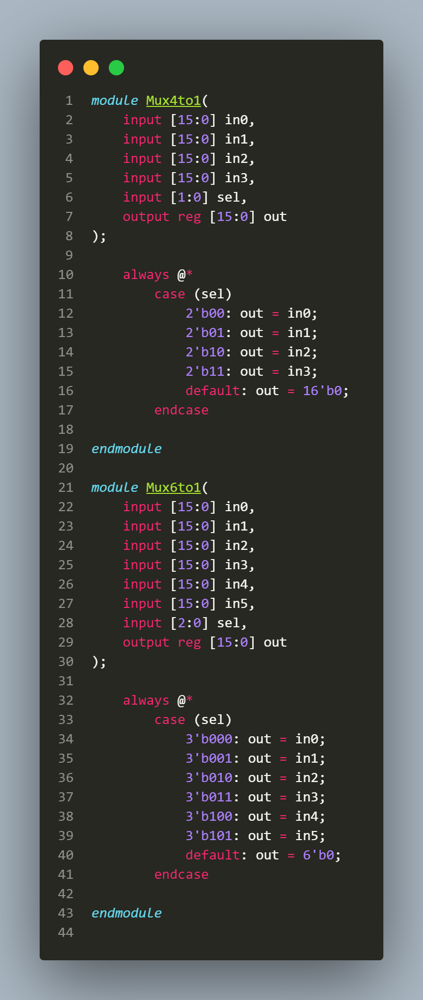 1 module Mux4to1(
2     input [15:0] in0,
3     input [15:0] in1,
4     input [15:0] in2,
5     input [15:0] in3,
6     input [1:0] sel,
7     output reg [15:0] out
8 );
9
10     always @*
11         case (sel)
12             2'b00: out = in0;
13             2'b01: out = in1;
14             2'b10: out = in2;
15             2'b11: out = in3;
16             default: out = 16'b0;
17         endcase
18
19 endmodule
20
21 module Mux6to1(
22     input [15:0] in0,
23     input [15:0] in1,
24     input [15:0] in2,
25     input [15:0] in3,
26     input [15:0] in4,
27     input [15:0] in5,
28     input [2:0] sel,
29     output reg [15:0] out
30 );
31
32     always @*
33         case (sel)
34             3'b000: out = in0;
35             3'b001: out = in1;
36             3'b010: out = in2;
37             3'b011: out = in3;
38             3'b100: out = in4;
39             3'b101: out = in5;
40             default: out = 6'b0;
41         endcase
42
43 endmodule
44